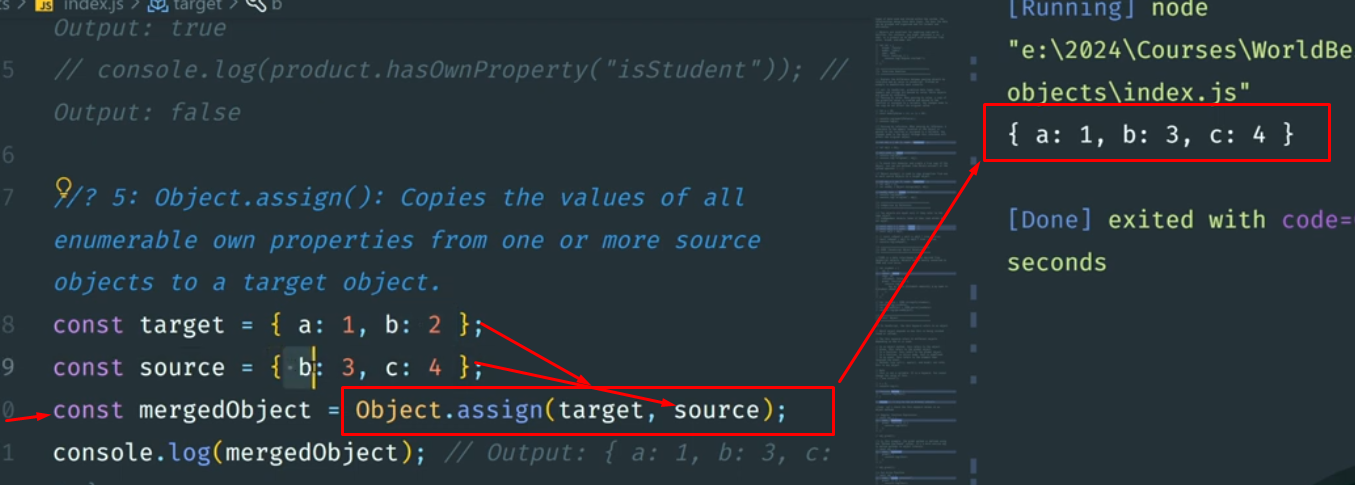 ts > JS index.js > target > b
Output: true
5 // console.log(product.hasOwnProperty("isStudent")); //
Output: false
6
7 //? 5: Object.assign(): Copies the values of all
enumerable own properties from one or more source
objects to a target object.
8 const target = { a: 1, b: 2 };
9 const source = { b: 3, c: 4 };
0 const mergedObject = Object.assign(target, source);
1 console.log(mergedObject); // Output: { a: 1, b: 3, c:
[Running] node
"e:\2024\Courses\WorldBe
objects\index.js"
{ a: 1, b: 3, c: 4 }
[Done] exited with code=
seconds